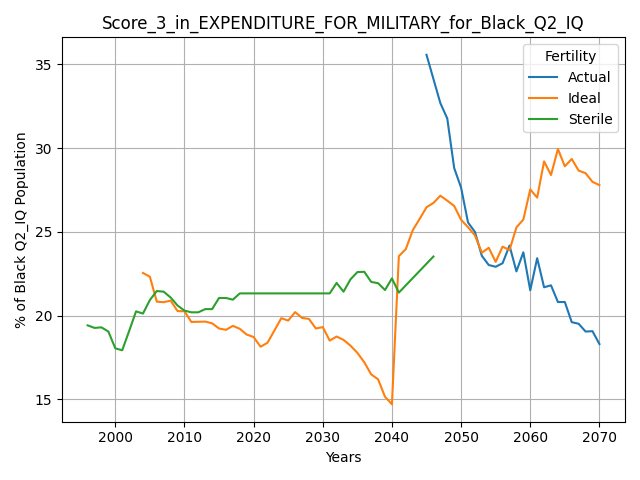 Score_3_in_EXPENDITURE_FOR_MILITARY_for_Black_Q2_IQ
Fertility
Actual
Ideal
Sterile
% of Black Q2_IQ Population
35
30
25
20
15
2000
2010
2020
2030
2040
2050
2060
2070
Years